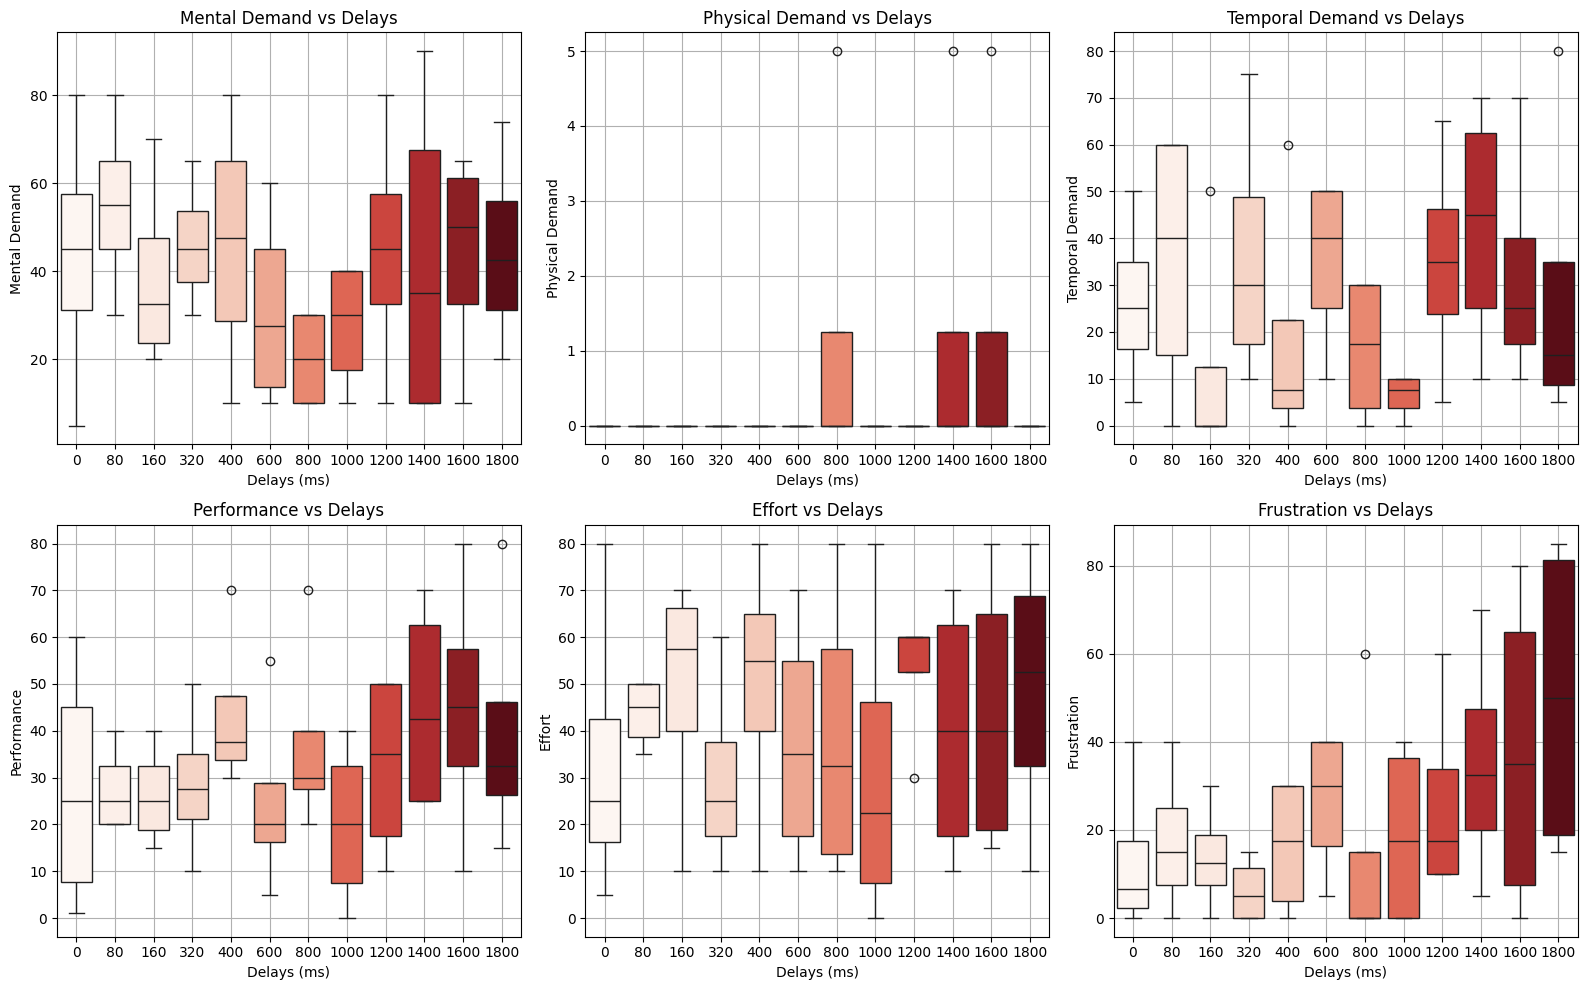 Mental Demand vs Delays
Mental Demand
80
60
40
20
0 80 160 320 400 600 800 1000 1200 1400 1600 1800
Delays (ms)
Physical Demand vs Delays
Physical Demand
5
4
3
2
1
0
0 80 160 320 400 600 800 1000 1200 1400 1600 1800
Delays (ms)
Temporal Demand vs Delays
Temporal Demand
80
70
60
50
40
30
20
10
0
0 80 160 320 400 600 800 1000 1200 1400 1600 1800
Delays (ms)
Performance vs Delays
Performance
80
70
60
50
40
30
20
10
0
0 80 160 320 400 600 800 1000 1200 1400 1600 1800
Delays (ms)
Effort vs Delays
Effort
80
70
60
50
40
30
20
10
0
0 80 160 320 400 600 800 1000 1200 1400 1600 1800
Delays (ms)
Frustration vs Delays
Frustration
80
60
40
20
0
0 80 160 320 400 600 800 1000 1200 1400 1600 1800
Delays (ms)